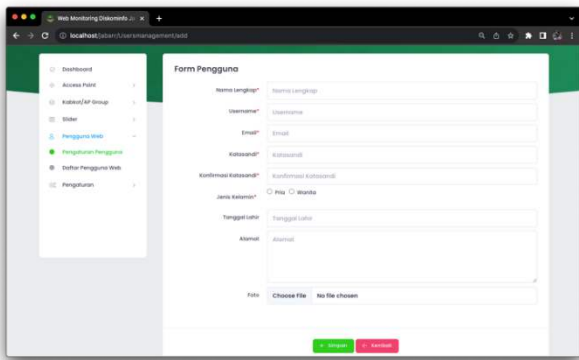 Web Monitoring Diskominfo
localhost/jabarr/Usersmanagement/add
Dashboard
Access Point
Kabkot/AP Group
Slider
Pengguna Web
Pengaturan Pengguna
Daftar Pengguna Web
Pengaturan
Form Pengguna
Nama Lengkap*
Nama Lengkap
Username*
Username
Email*
Email
Katasandi*
Katasandi
Konfirmasi Katasandi*
Konfirmasi Katasandi
Jenis Kelamin*
Pria
Wanita
Tanggal Lahir
Tanggal Lahir
Alamat
Alamat
Foto
Choose File No file chosen
Simpan
Kembali